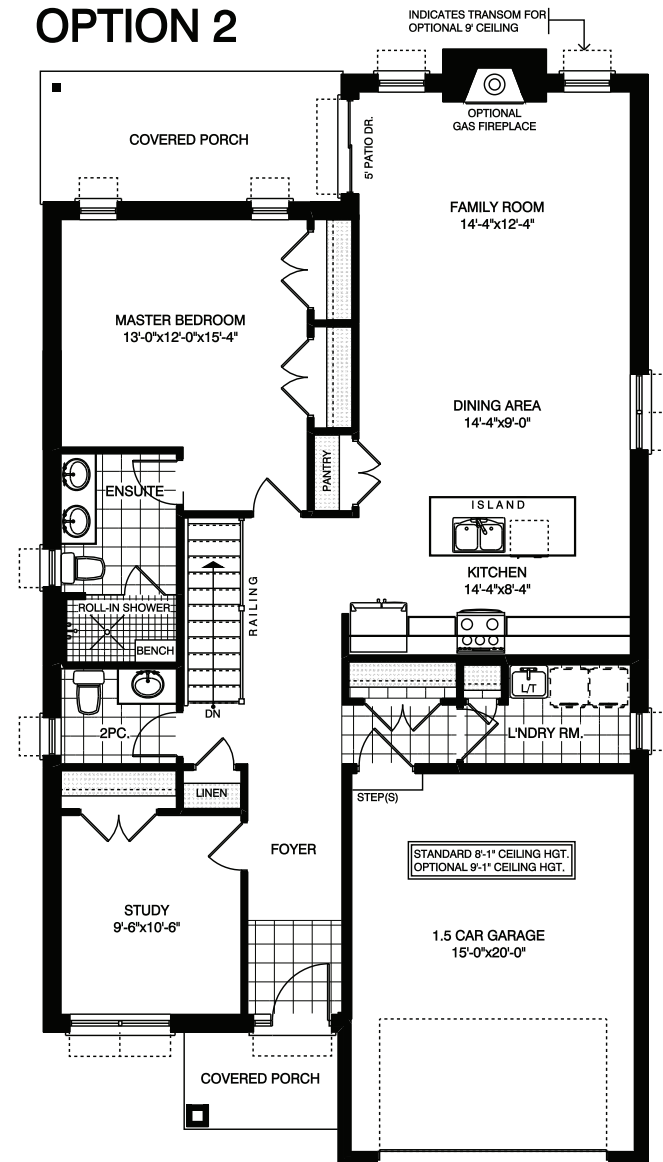 OPTION 2
INDICATES TRANSOM FOR
OPTIONAL 9' CEILING
OPTIONAL
GAS FIREPLACE
COVERED PORCH
5' PATIO DR.
FAMILY ROOM
14'-4"x12'-4"
MASTER BEDROOM
13'-0"x12'-0"x15'-4"
DINING AREA
14'-4"x9'-0"
PANTRY
ENSUITE
ISLAND
KITCHEN
14'-4"x8'-4"
RAILING
ROLL-IN SHOWER
BENCH
L/T
DN
2PC.
L'NDRY RM.
LINEN
STEP(S)
FOYER
STANDARD 8'-1" CEILING HGT.
OPTIONAL 9'-1" CEILING HGT.
STUDY
9'-6"x10'-6"
1.5 CAR GARAGE
15'-0"x20'-0"
COVERED PORCH